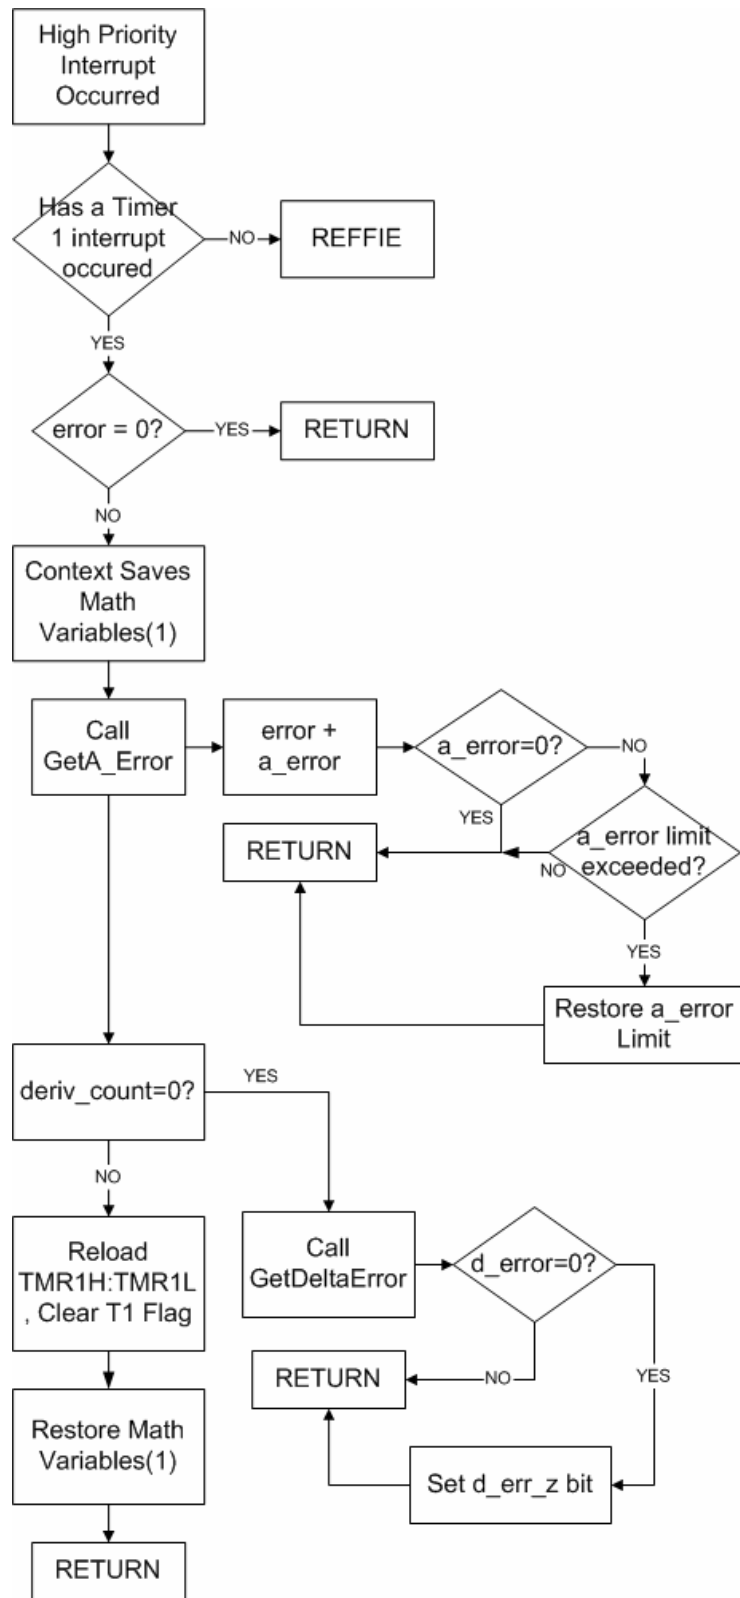 High Priority
Interrupt
Occurred
Has a Timer
1 interrupt
occured
NO
REFFIE
YES
error = 0?
YES
RETURN
NO
Context Saves
Math
Variables(1)
Call
GetA_Error
error +
a_error
a_error=0?
NO
YES
RETURN
a_error limit
exceeded?
NO
YES
Restore a_error
Limit
deriv_count=0?
YES
NO
Reload
TMR1H:TMR1L
, Clear T1 Flag
Call
GetDeltaError
d_error=0?
RETURN
NO
YES
Restore Math
Variables(1)
Set d_err_z bit
RETURN